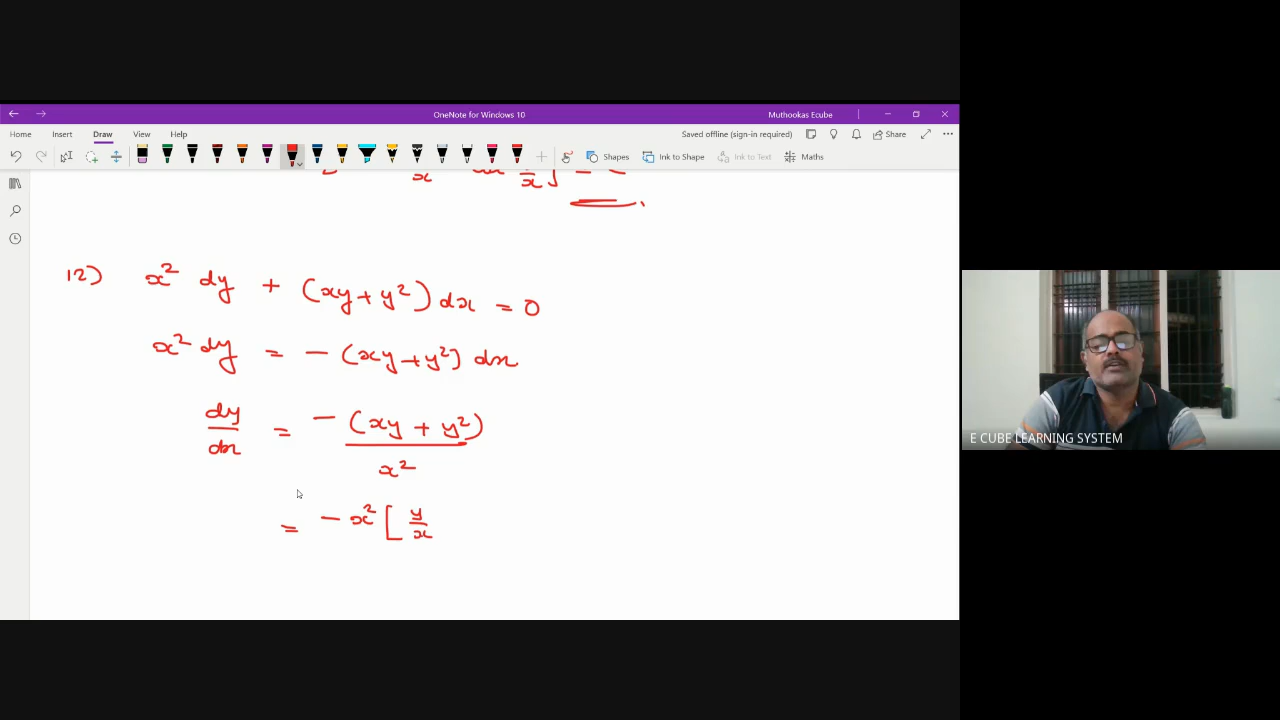 OneNote for Windows 10
Muthookas Ecube
Home Insert Draw View Help
Saved offline (sign-in required) Share
Shapes Ink to Shape Ink to Text Maths
12) x² dy + (xy + y²) dx = 0
x² dy = - (xy + y²) dx
dy/dx = - (xy + y²) / x²
= - x² [ y/x
E CUBE LEARNING SYSTEM